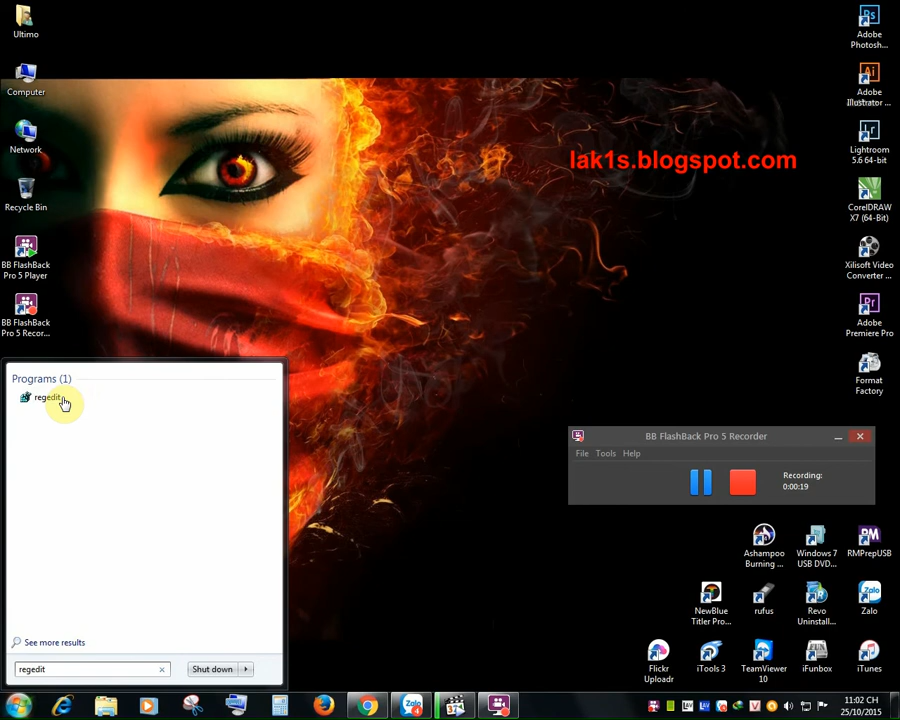 Ultimo
Computer
Network
Recycle Bin
BB FlashBack
Pro 5 Player
BB FlashBack
Pro 5 Recor...
lak1s.blogspot.com
Adobe
Photosh...
Adobe
Illustrator ...
Lightroom
5.6 64-bit
CorelDRAW
X7 (64-Bit)
Xilisoft Video
Converter ...
Adobe
Premiere Pro
Format
Factory
Programs (1)
regedit
BB FlashBack Pro 5 Recorder
File Tools Help
Recording:
0:00:19
Ashampoo
Burning ...
Windows 7
USB DVD...
RMPrepUSB
NewBlue
Titler Pro...
rufus
Revo
Uninstall...
Zalo
Flickr
Uploadr
iTools 3
TeamViewer
10
iFunbox
iTunes
See more results
regedit
Shut down
11:02 CH
25/10/2015